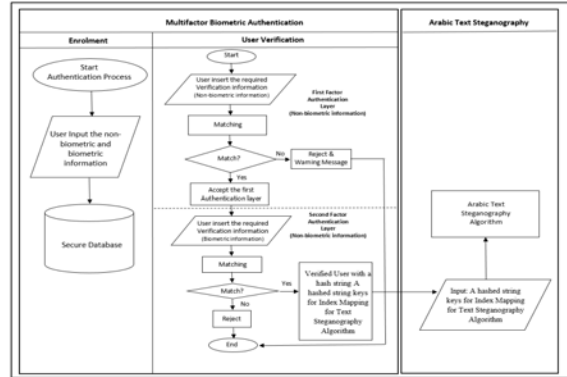 Multifactor Biometric Authentication
Arabic Text Steganography
Enrolment
User Verification
Start
Authentication Process
User Input the non-
biometric and
biometric
information
Secure Database
Start
User insert the required
Verification information
(Non-biometric information)
First Factor
Authentication
Layer
(Non-biometric information)
Matching
Match?
No
Reject &
Warning Message
Yes
Accept the first
Authentication layer
User insert the required
Verification information
(Biometric information)
Second Factor
Authentication
Layer
(Non-biometric information)
Matching
Match?
Yes
Verified User with a
hash string A
hashed string keys
for Index Mapping
for Text
Steganography
Algorithm
No
Reject
End
Arabic Text
Steganography
Algorithm
Input: A hashed string
keys for Index Mapping
for Text Steganography
Algorithm